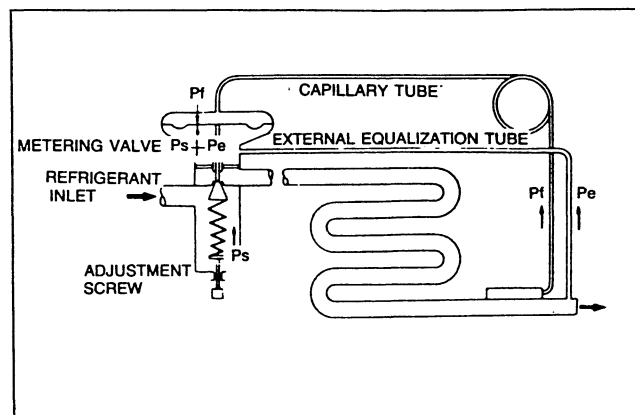 Pf
CAPILLARY TUBE
Ps Pe
METERING VALVE
EXTERNAL EQUALIZATION TUBE
REFRIGERANT
INLET
Pf
Pe
Ps
ADJUSTMENT
SCREW